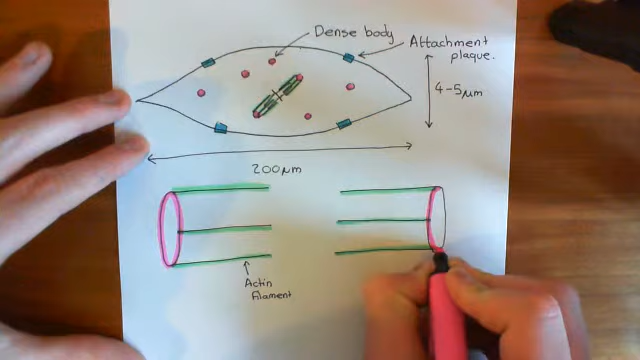 Dense body
Attachment
plaque.
4-5μm
200μm
Actin
Filament